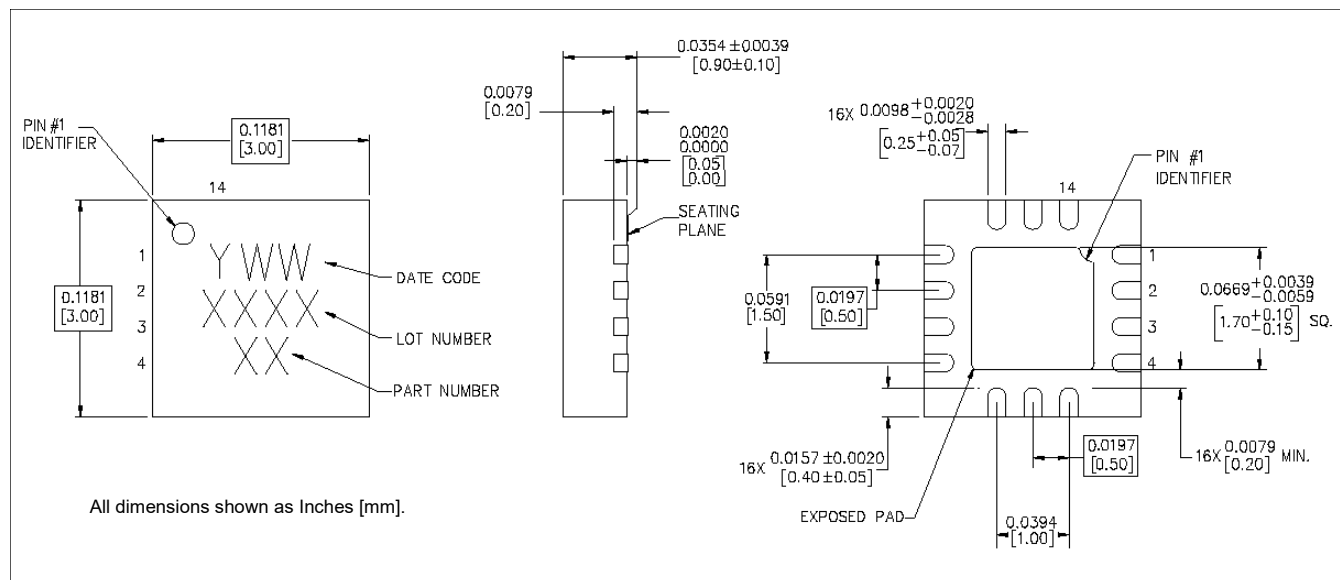 PIN #1
IDENTIFIER
0.1181
[3.00]
14
0.1181
[3.00]
1
2
3
4
Y WW
XXXX
XX
DATE CODE
LOT NUMBER
PART NUMBER
0.0354 ±0.0039
[0.90±0.10]
0.0079
[0.20]
0.0020
0.0000
[0.05]
[0.00]
SEATING
PLANE
16X 0.0098 +0.0020
-0.0028
[0.25 +0.05
-0.07]
14
PIN #1
IDENTIFIER
1
2
3
4
0.0591
[1.50]
0.0197
[0.50]
0.0669 +0.0039
-0.0059
[1.70 +0.10
-0.15] SQ.
16X 0.0157 ±0.0020
[0.40 ±0.05]
0.0197
[0.50]
16X 0.0079 MIN.
[0.20]
EXPOSED PAD
0.0394
[1.00]
All dimensions shown as Inches [mm].